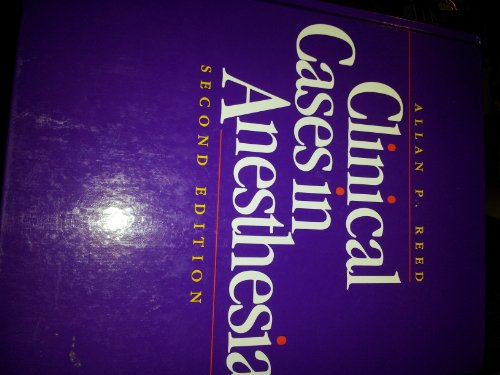 ALLAN P. REED
Clinical
Cases in
Anesthesia
SECOND EDITION